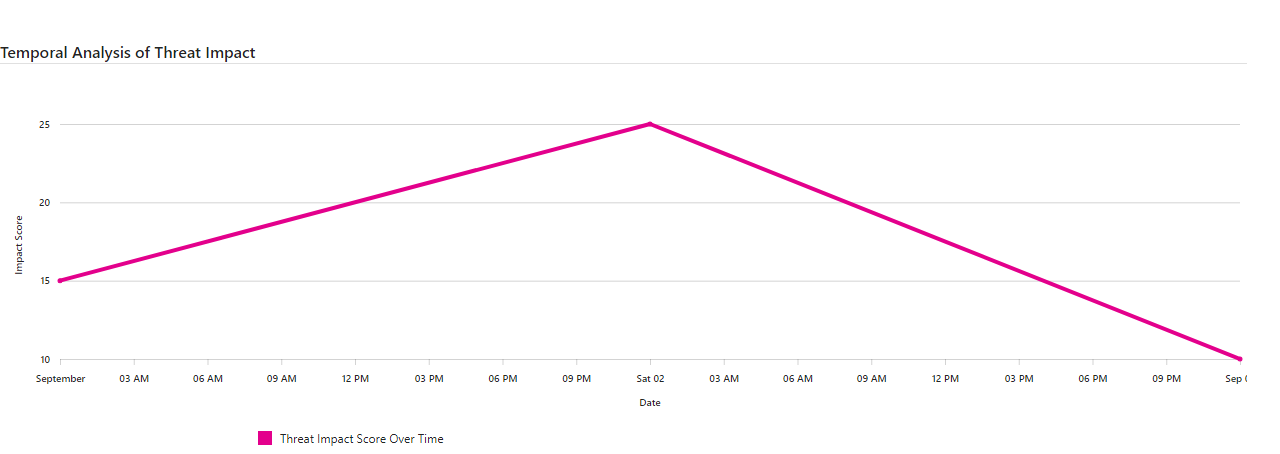 Temporal Analysis of Threat Impact
25
20
15
10
Impact Score
September 03 AM 06 AM 09 AM 12 PM 03 PM 06 PM 09 PM Sat 02 03 AM 06 AM 09 AM 12 PM 03 PM 06 PM 09 PM Sep
Date
Threat Impact Score Over Time